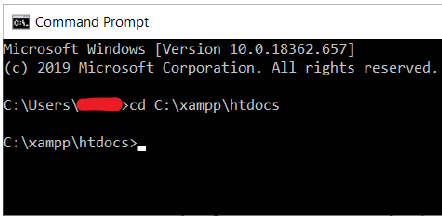 Command Prompt
Microsoft Windows [Version 10.0.18362.657]
(c) 2019 Microsoft Corporation. All rights reserved.
C:\Users\>cd C:\xampp\htdocs
C:\xampp\htdocs>